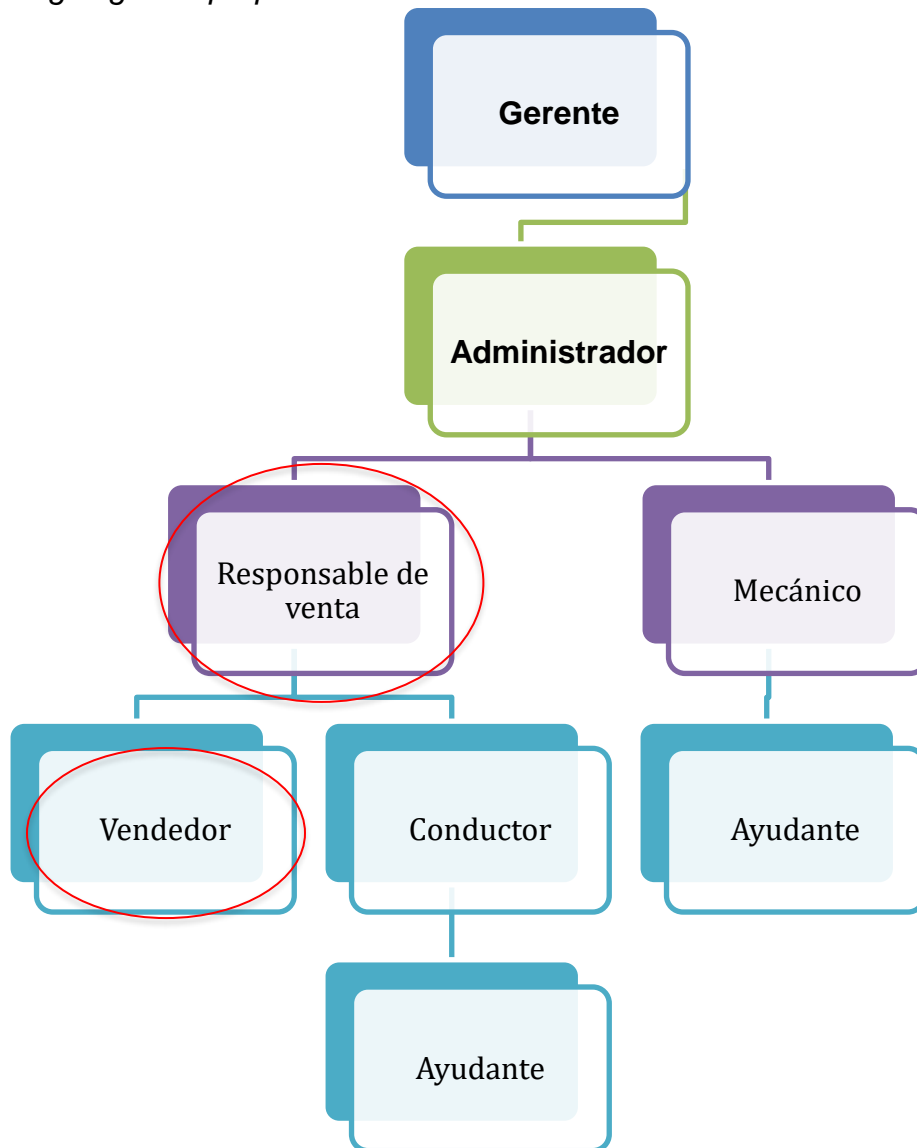 Gerente
Administrador
Responsable de
venta
Mecánico
Vendedor
Conductor
Ayudante
Ayudante